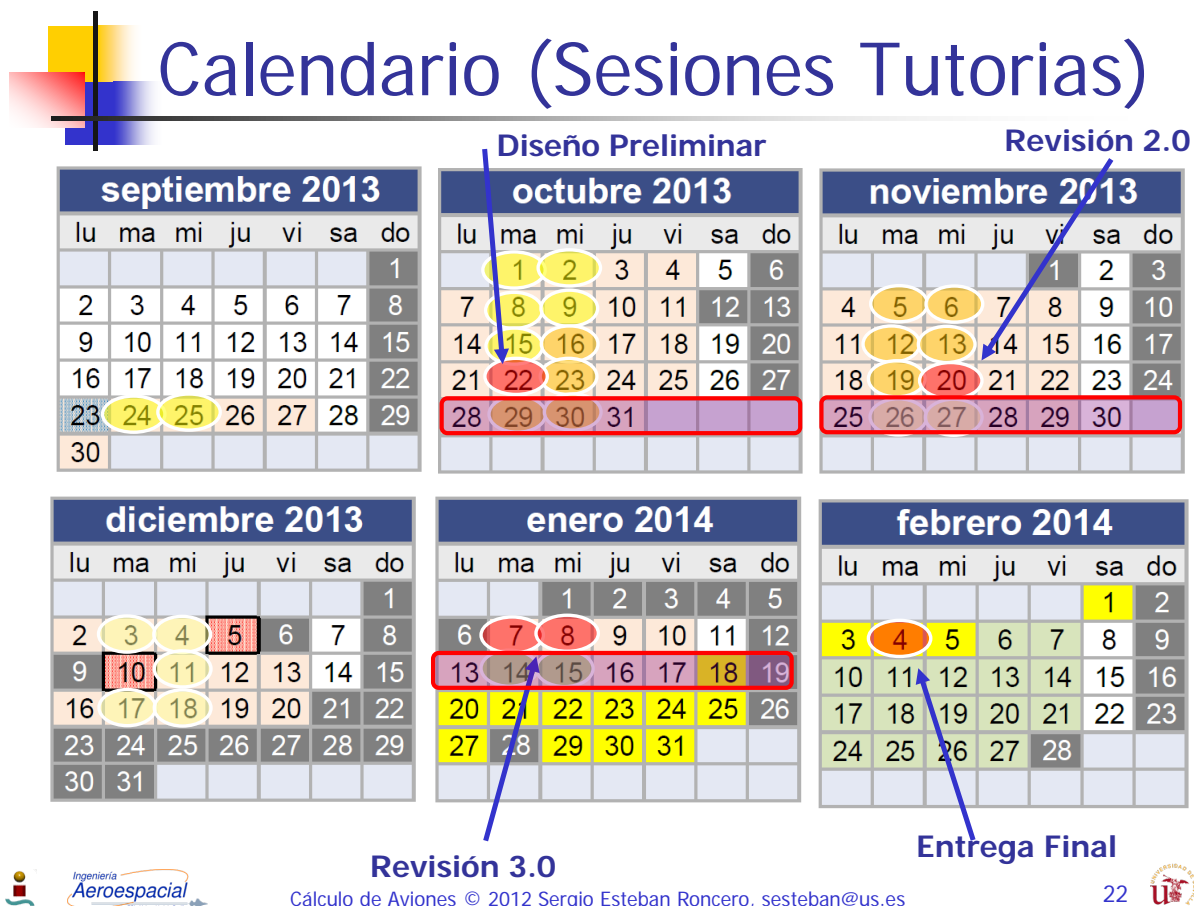 Calendario (Sesiones Tutorias)
Diseño Preliminar
Revisión 2.0
septiembre 2013
lu ma mi ju vi sa do
1
2 3 4 5 6 7 8
9 10 11 12 13 14 15
16 17 18 19 20 21 22
23 24 25 26 27 28 29
30
octubre 2013
lu ma mi ju vi sa do
1 2 3 4 5 6
7 8 9 10 11 12 13
14 15 16 17 18 19 20
21 22 23 24 25 26 27
28 29 30 31
noviembre 2013
lu ma mi ju vi sa do
1 2 3
4 5 6 7 8 9 10
11 12 13 14 15 16 17
18 19 20 21 22 23 24
25 26 27 28 29 30
diciembre 2013
lu ma mi ju vi sa do
1
2 3 4 5 6 7 8
9 10 11 12 13 14 15
16 17 18 19 20 21 22
23 24 25 26 27 28 29
30 31
enero 2014
lu ma mi ju vi sa do
1 2 3 4 5
6 7 8 9 10 11 12
13 14 15 16 17 18 19
20 21 22 23 24 25 26
27 28 29 30 31
febrero 2014
lu ma mi ju vi sa do
1 2
3 4 5 6 7 8 9
10 11 12 13 14 15 16
17 18 19 20 21 22 23
24 25 26 27 28
Revisión 3.0
Entrega Final
Ingeniería
Aeroespacial
Cálculo de Aviones © 2012 Sergio Esteban Roncero, sesteban@us.es
22